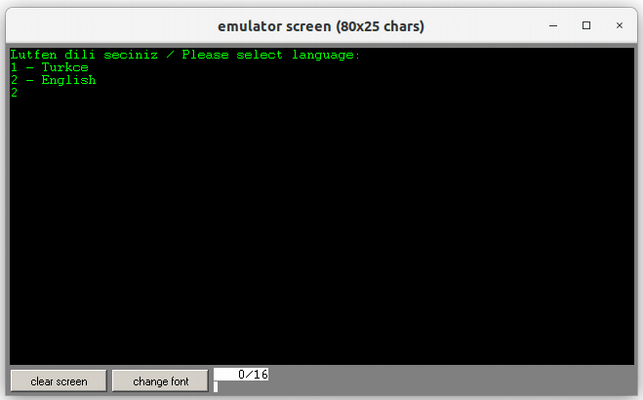 emulator screen (80x25 chars)
Lutfen dili seciniz / Please select language:
1 - Turkce
2 - English
2
clear screen
change font
0/16